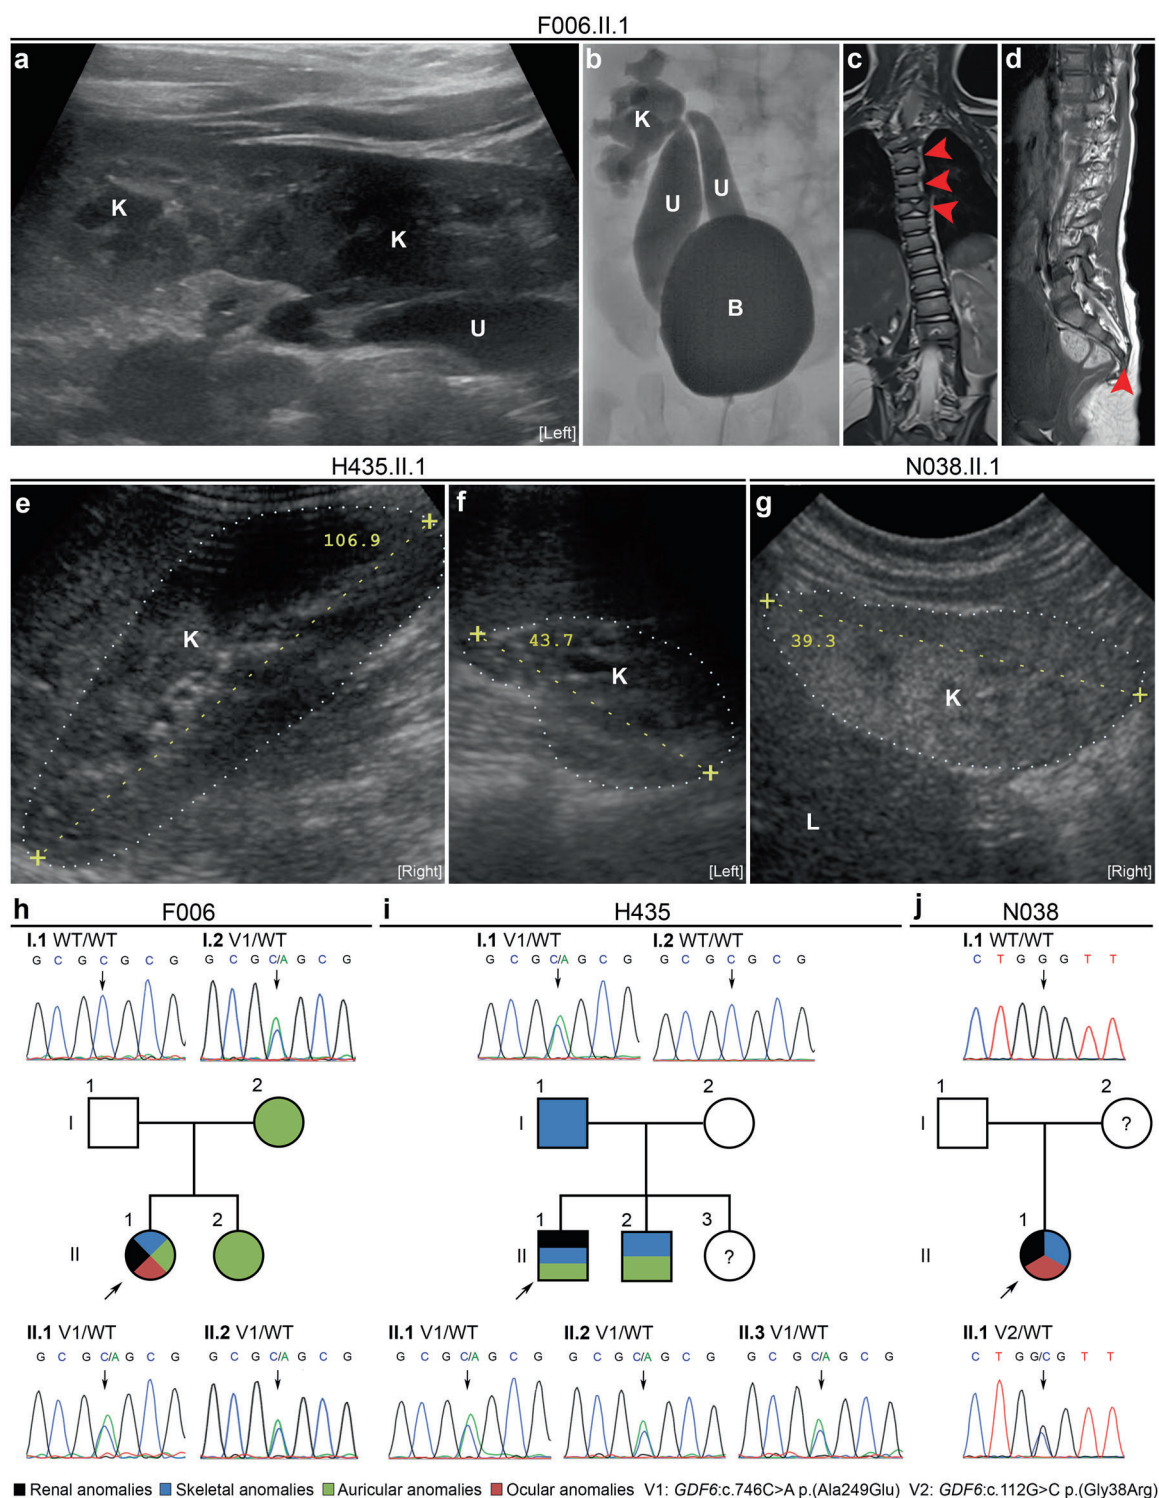 F006.II.1
a
b
c
d
K
K
K
U
U
U
B
[Left]
H435.II.1
N038.II.1
e
f
g
106.9
43.7
39.3
K
K
K
L
[Right]
[Left]
[Right]
h
F006
i
H435
j
N038
I.1 WT/WT
I.2 V1/WT
I.1 V1/WT
I.2 WT/WT
I.1 WT/WT
G C G C G C G
G C G C/A G C G
G C G C/A G C G
G C G C G C G
C T G G G T T
1
2
1
2
1
2
I
I
I
?
1
2
1
2
3
1
II
II
?
II
II.1 V1/WT
II.2 V1/WT
II.1 V1/WT
II.2 V1/WT
II.3 V1/WT
II.1 V2/WT
G C G C/A G C G
G C G C/A G C G
G C G C/A G C G
G C G C/A G C G
G C G C/A G C G
C T G G/C G T T
Renal anomalies Skeletal anomalies Auricular anomalies Ocular anomalies V1: GDF6:c.746C>A p.(Ala249Glu) V2: GDF6:c.112G>C p.(Gly38Arg)